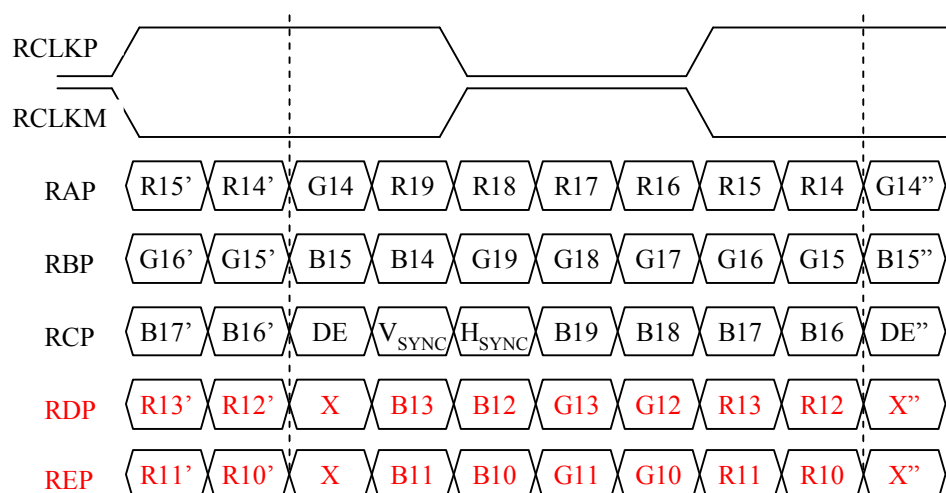 RCLKP
RCLKM
RAP R15’ R14’ G14 R19 R18 R17 R16 R15 R14 G14”
RBP G16’ G15’ B15 B14 G19 G18 G17 G16 G15 B15”
RCP B17’ B16’ DE VSYNC HSYNC B19 B18 B17 B16 DE”
RDP R13’ R12’ X B13 B12 G13 G12 R13 R12 X”
REP R11’ R10’ X B11 B10 G11 G10 R11 R10 X”